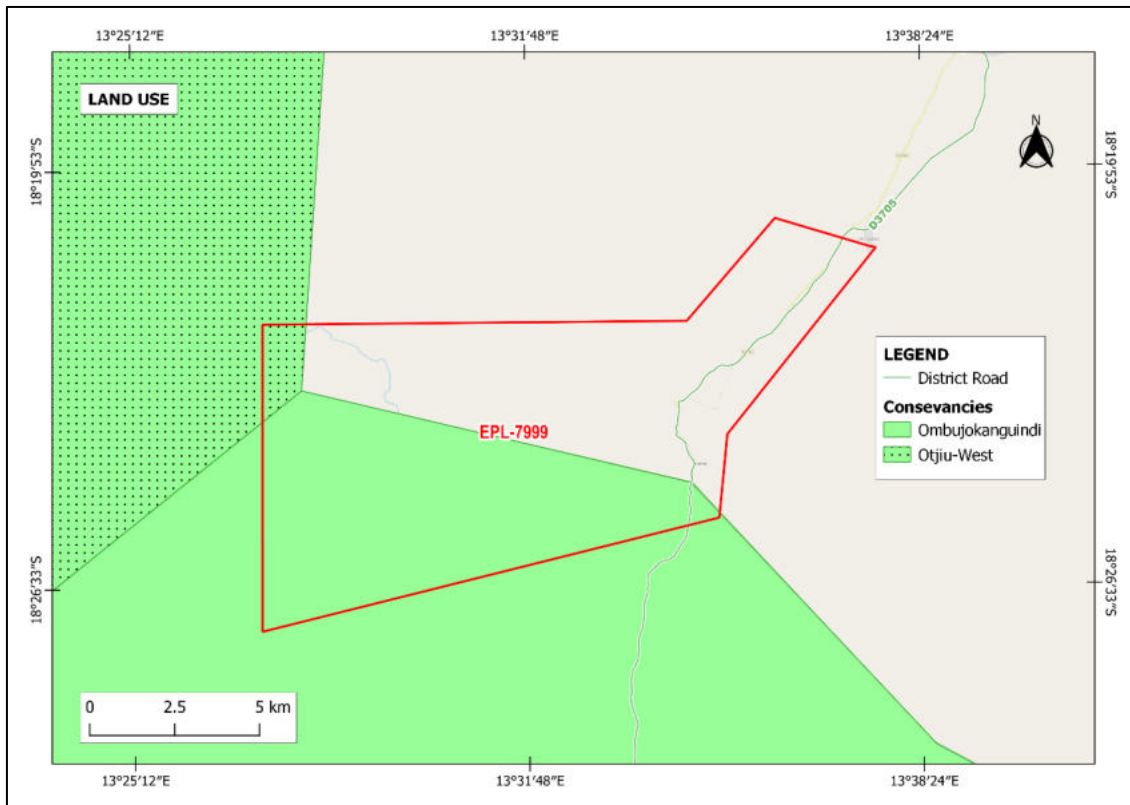 13°25′12″E
13°31′48″E
13°38′24″E
LAND USE
N
18°19′53″S
18°19′53″S
D3705
LEGEND
District Road
Consevancies
Ombujokanguindi
Otjiu-West
EPL-7999
18°26′33″S
18°26′33″S
0 2.5 5 km
13°25′12″E
13°31′48″E
13°38′24″E